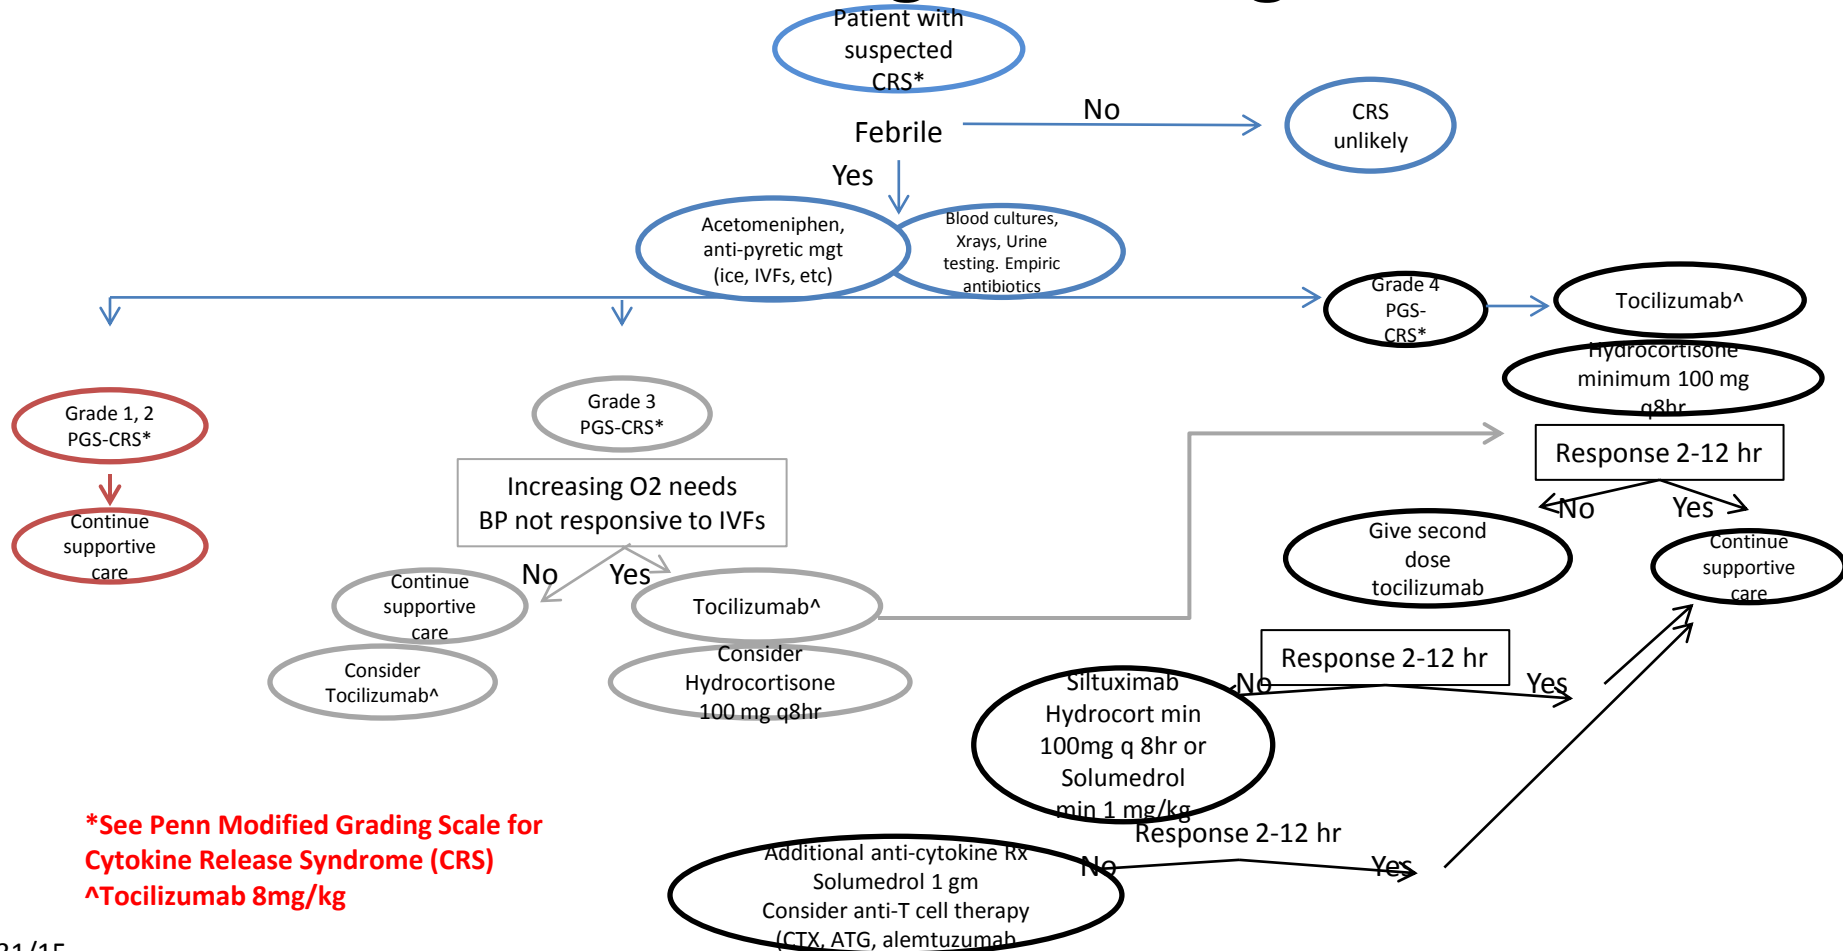 Patient with
suspected
CRS*
Febrile
No
CRS
unlikely
Yes
Acetomeniphen,
anti-pyretic mgt
(ice, IVFs, etc)
Blood cultures,
Xrays, Urine
testing. Empiric
antibiotics
Grade 4
PGS-
CRS*
Tocilizumab^
Hydrocortisone
minimum 100 mg
q8hr
Grade 1, 2
PGS-CRS*
Continue
supportive
care
Grade 3
PGS-CRS*
Increasing O2 needs
BP not responsive to IVFs
No
Yes
Continue
supportive
care
Consider
Tocilizumab^
Tocilizumab^
Consider
Hydrocortisone
100 mg q8hr
Response 2-12 hr
No
Yes
Give second
dose
tocilizumab
Continue
supportive
care
Response 2-12 hr
No
Yes
Siltuximab
Hydrocort min
100mg q 8hr or
Solumedrol
min 1 mg/kg
Response 2-12 hr
No
Yes
Additional anti-cytokine Rx
Solumedrol 1 gm
Consider anti-T cell therapy
(CTX, ATG, alemtuzumab
*See Penn Modified Grading Scale for
Cytokine Release Syndrome (CRS)
^Tocilizumab 8mg/kg